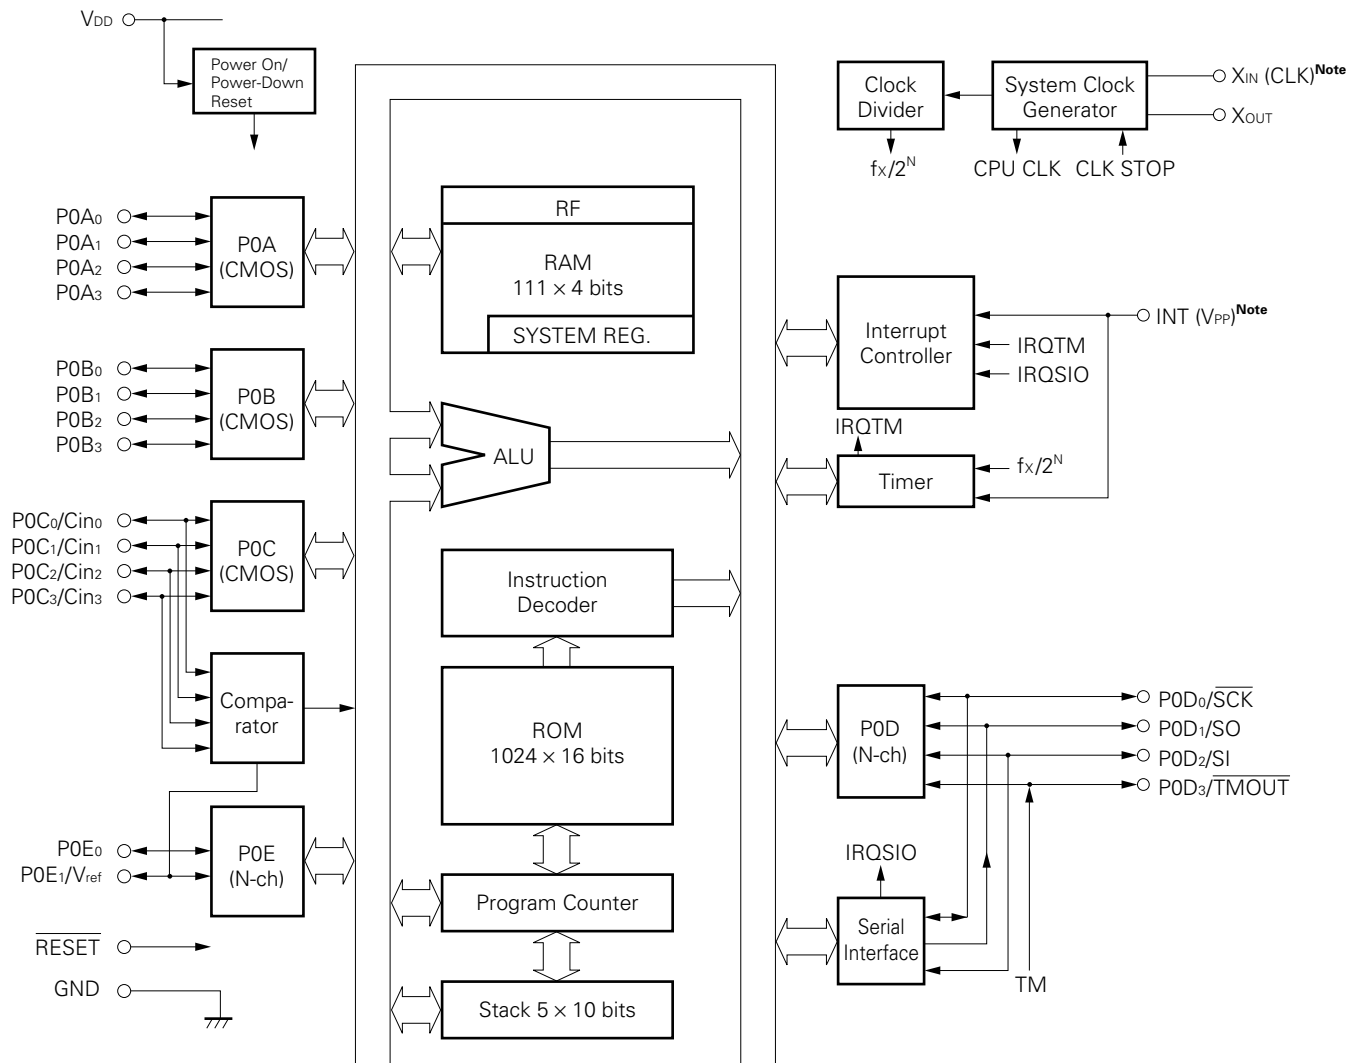 VDD
Power On/
Power-Down
Reset
Clock
Divider
System Clock
Generator
XIN (CLK)Note
XOUT
fX/2N
CPU CLK
CLK STOP
P0A0
P0A1
P0A2
P0A3
P0A
(CMOS)
RF
RAM
111 × 4 bits
SYSTEM REG.
Interrupt
Controller
INT (VPP)Note
IRQTM
IRQSIO
P0B0
P0B1
P0B2
P0B3
P0B
(CMOS)
ALU
IRQTM
Timer
fX/2N
P0C0/Cin0
P0C1/Cin1
P0C2/Cin2
P0C3/Cin3
P0C
(CMOS)
Instruction
Decoder
Compa-
rator
ROM
1024 × 16 bits
P0D
(N-ch)
P0D0/SCK
P0D1/SO
P0D2/SI
P0D3/TMOUT
P0E0
P0E1/Vref
P0E
(N-ch)
Program Counter
IRQSIO
Serial
Interface
TM
RESET
GND
Stack 5 × 10 bits